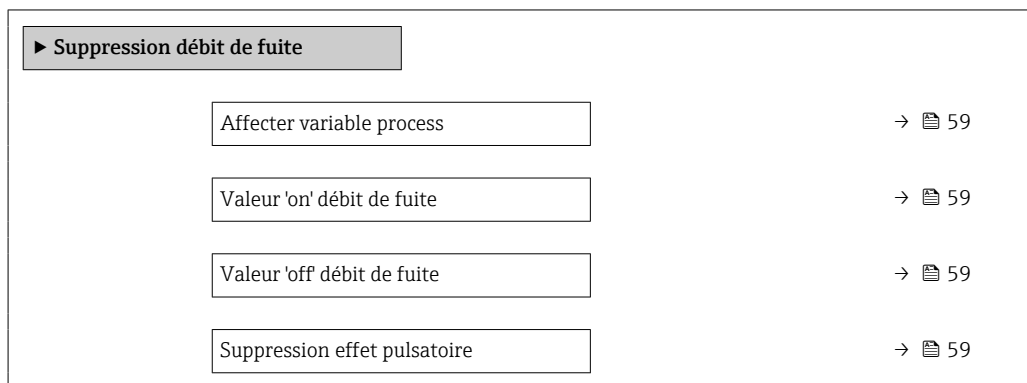 ▶ Suppression débit de fuite
Affecter variable process → 59
Valeur 'on' débit de fuite → 59
Valeur 'off' débit de fuite → 59
Suppression effet pulsatoire → 59